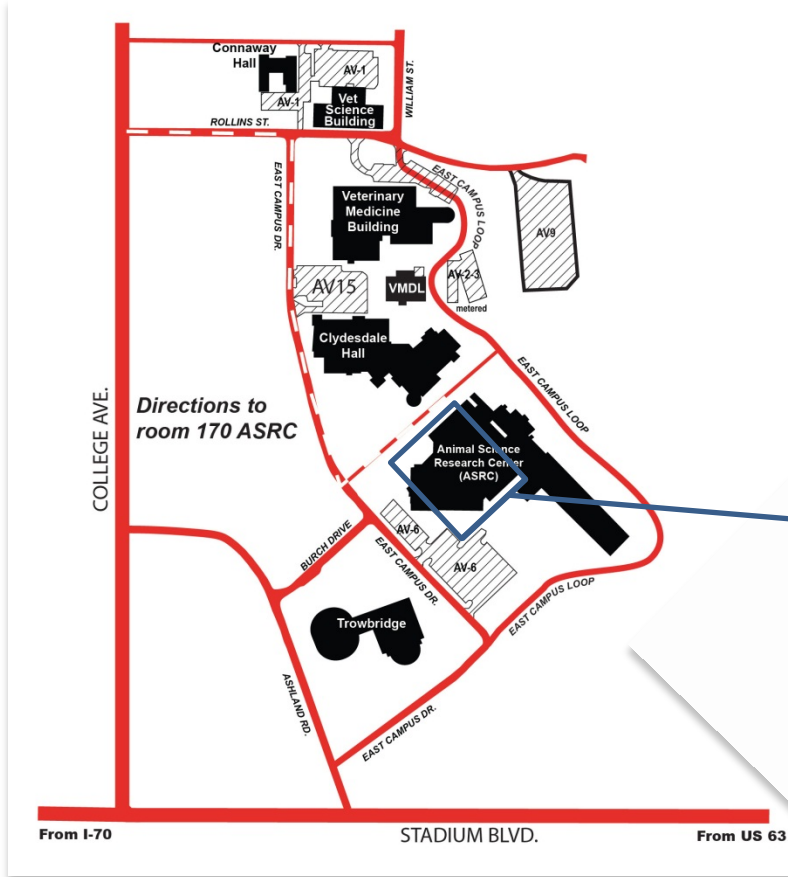 Connaway
Hall
AV-1
AV-1
Vet
Science
Building
WILLIAM ST.
ROLLINS ST.
EAST CAMPUS DR.
EAST CAMPUS LOOP
Veterinary
Medicine
Building
AV9
AV15
VMDL
AV-2-3
metered
Clydesdale
Hall
EAST CAMPUS LOOP
COLLEGE AVE.
Directions to
room 170 ASRC
Animal Science
Research Center
(ASRC)
AV-6
AV-6
BURCH DRIVE
EAST CAMPUS DR.
EAST CAMPUS LOOP
Trowbridge
ASHLAND RD.
EAST CAMPUS DR.
From I-70
STADIUM BLVD.
From US 63